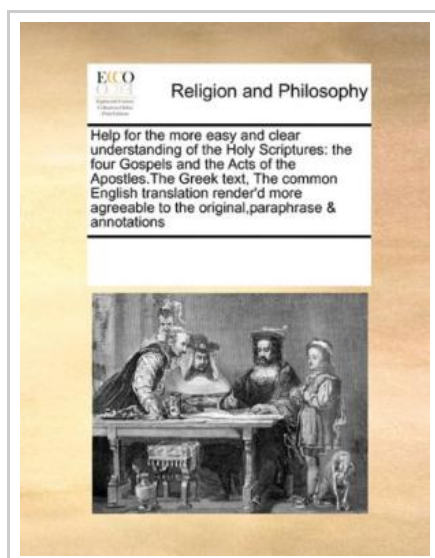 ECCO
Religion and Philosophy
Help for the more easy and clear
understanding of the Holy Scriptures: the
four Gospels and the Acts of the
Apostles.The Greek text, The common
English translation render'd more
agreeable to the original,paraphrase &
annotations